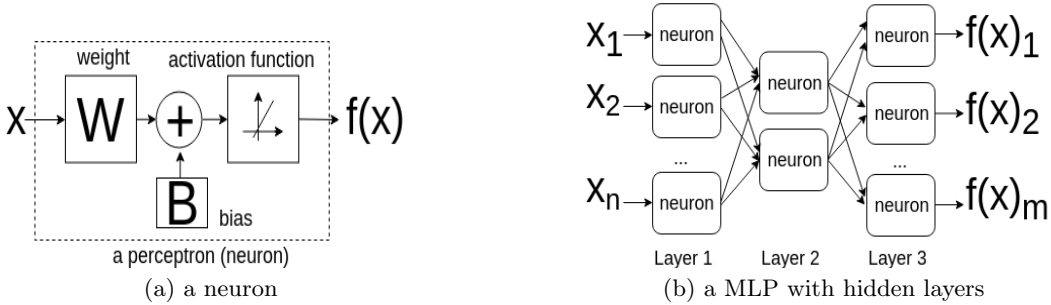 weight
activation function
x
W
+
f(x)
B
bias
a perceptron (neuron)
(a) a neuron
x1
neuron
neuron
f(x)1
neuron
x2
neuron
neuron
f(x)2
neuron
...
...
xn
neuron
neuron
f(x)m
Layer 1
Layer 2
Layer 3
(b) a MLP with hidden layers